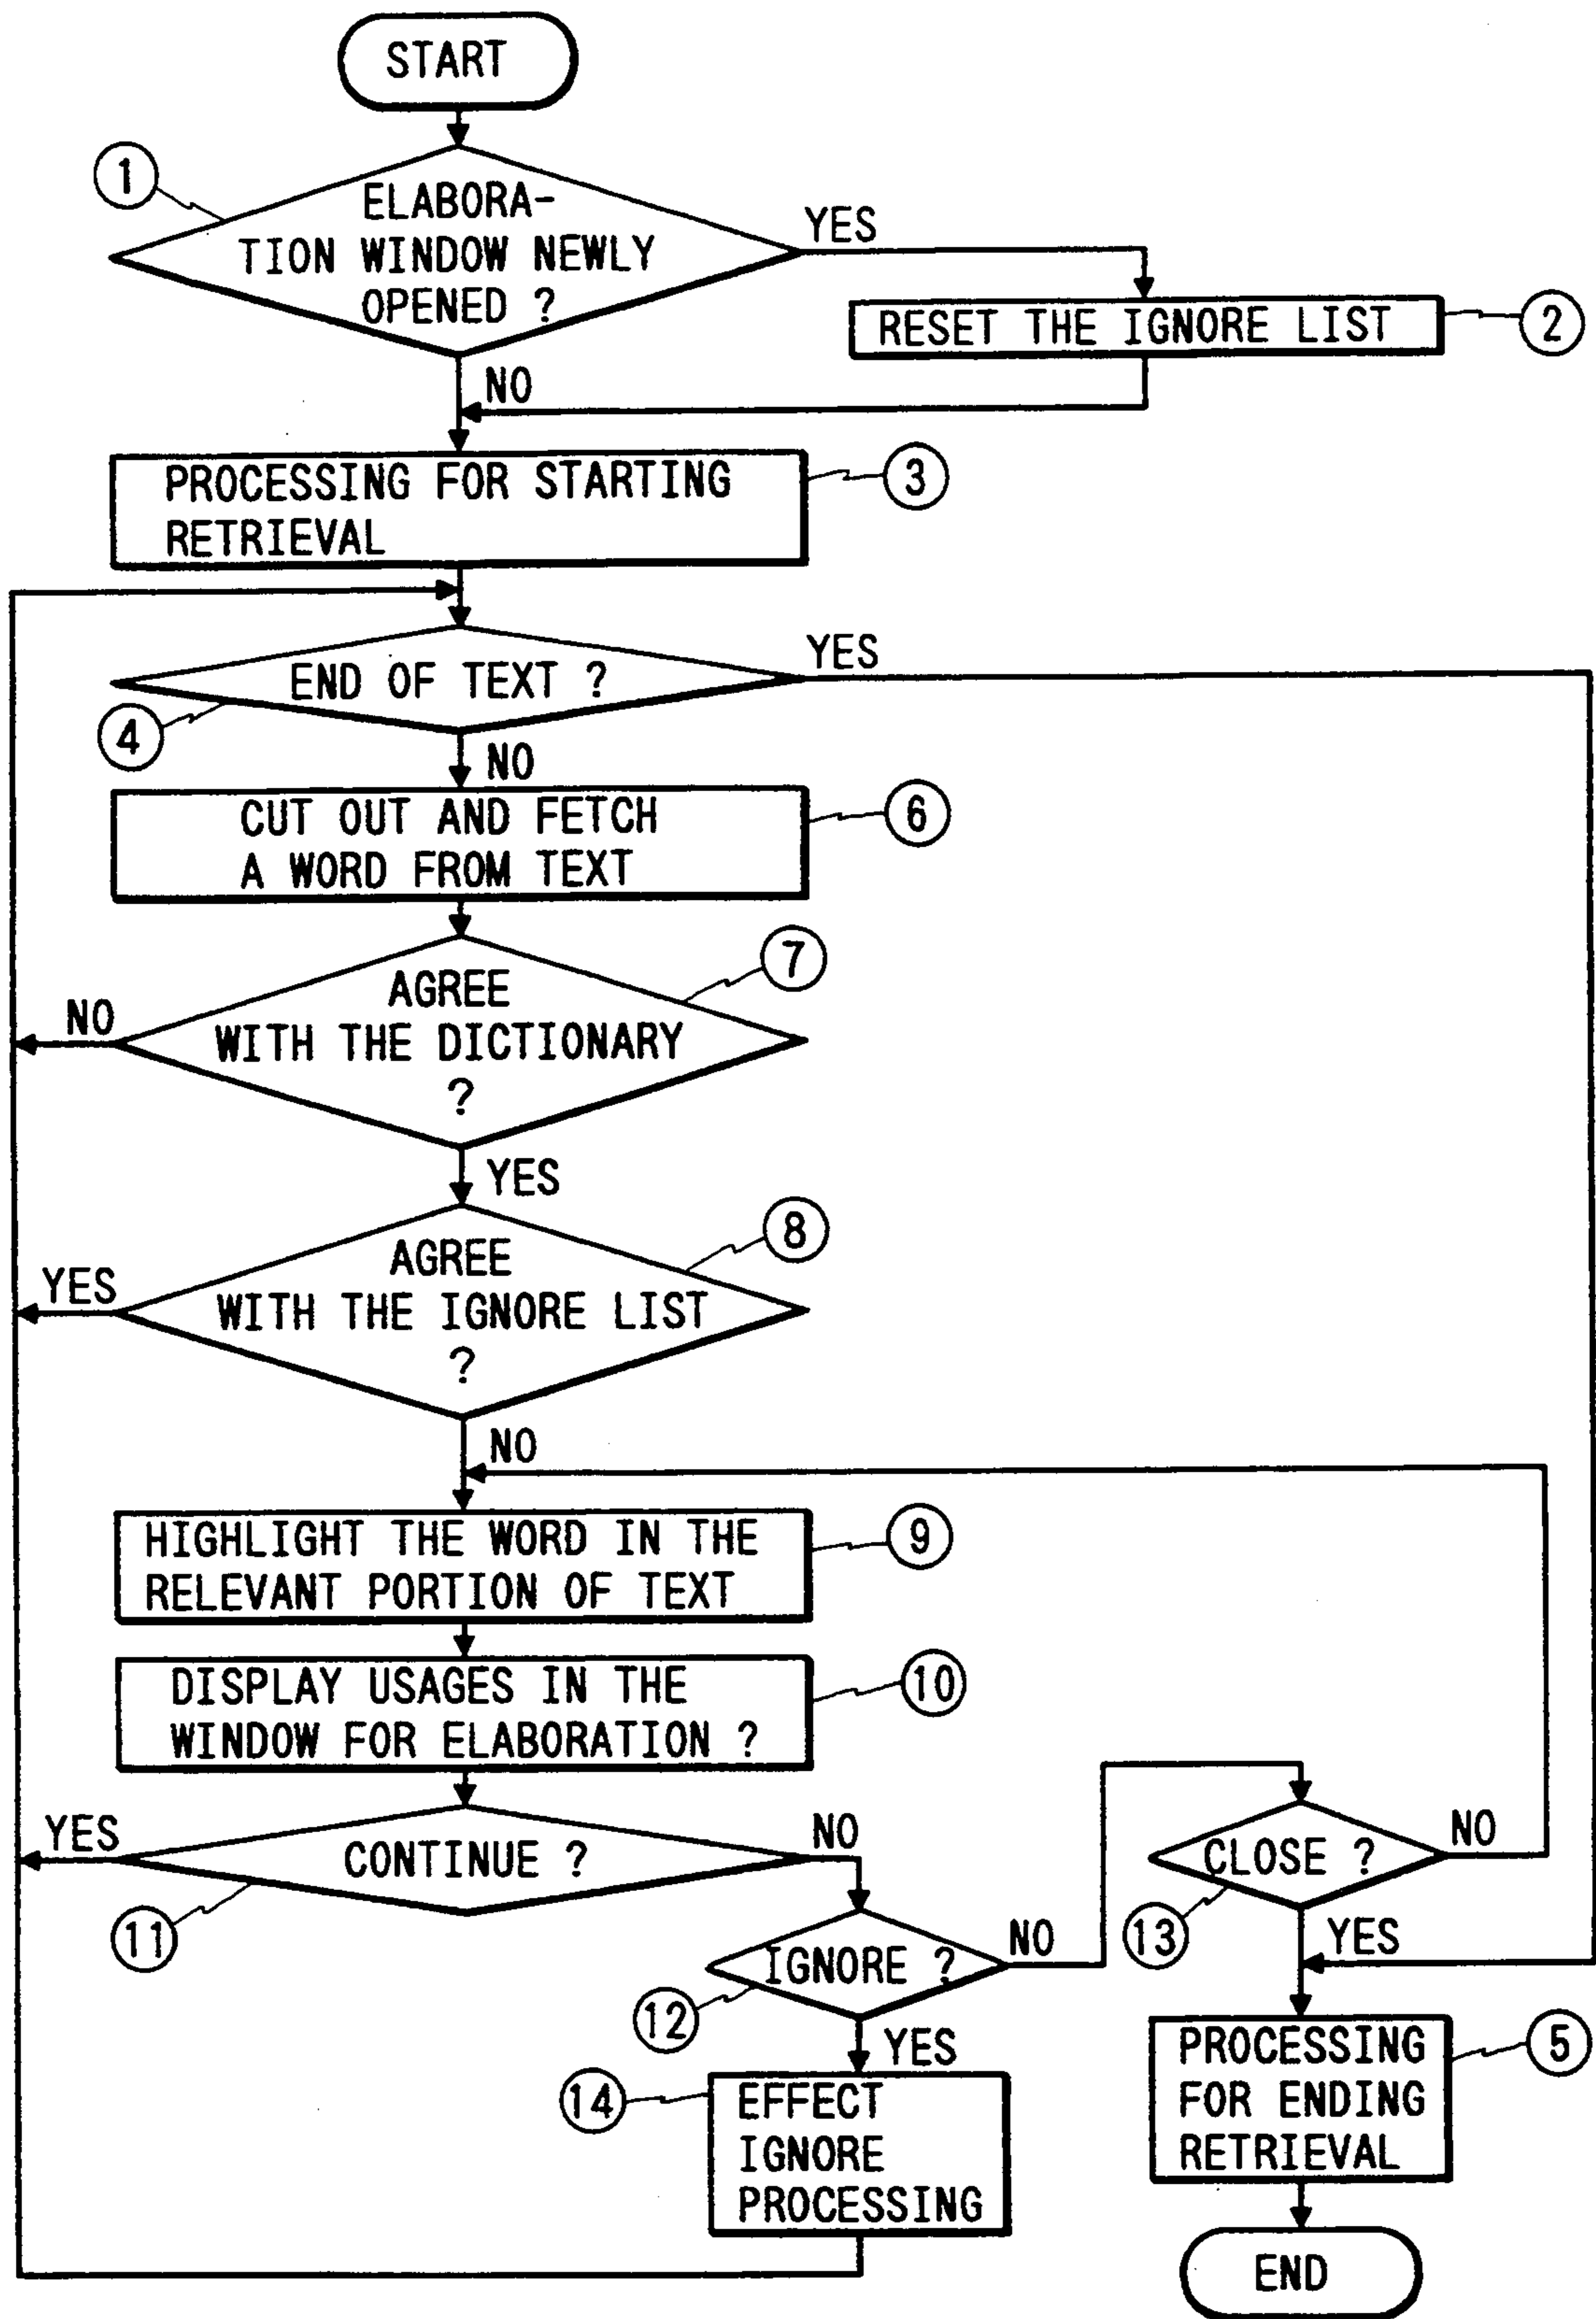 START
1
ELABORA-
TION WINDOW NEWLY
OPENED ?
YES
RESET THE IGNORE LIST
2
NO
PROCESSING FOR STARTING
RETRIEVAL
3
END OF TEXT ?
YES
4
NO
CUT OUT AND FETCH
A WORD FROM TEXT
6
7
AGREE
WITH THE DICTIONARY
?
NO
YES
8
AGREE
WITH THE IGNORE LIST
?
YES
NO
HIGHLIGHT THE WORD IN THE
RELEVANT PORTION OF TEXT
9
DISPLAY USAGES IN THE
WINDOW FOR ELABORATION ?
10
YES
CONTINUE ?
NO
11
IGNORE ?
NO
12
YES
CLOSE ?
NO
13
YES
14
EFFECT
IGNORE
PROCESSING
PROCESSING
FOR ENDING
RETRIEVAL
5
END